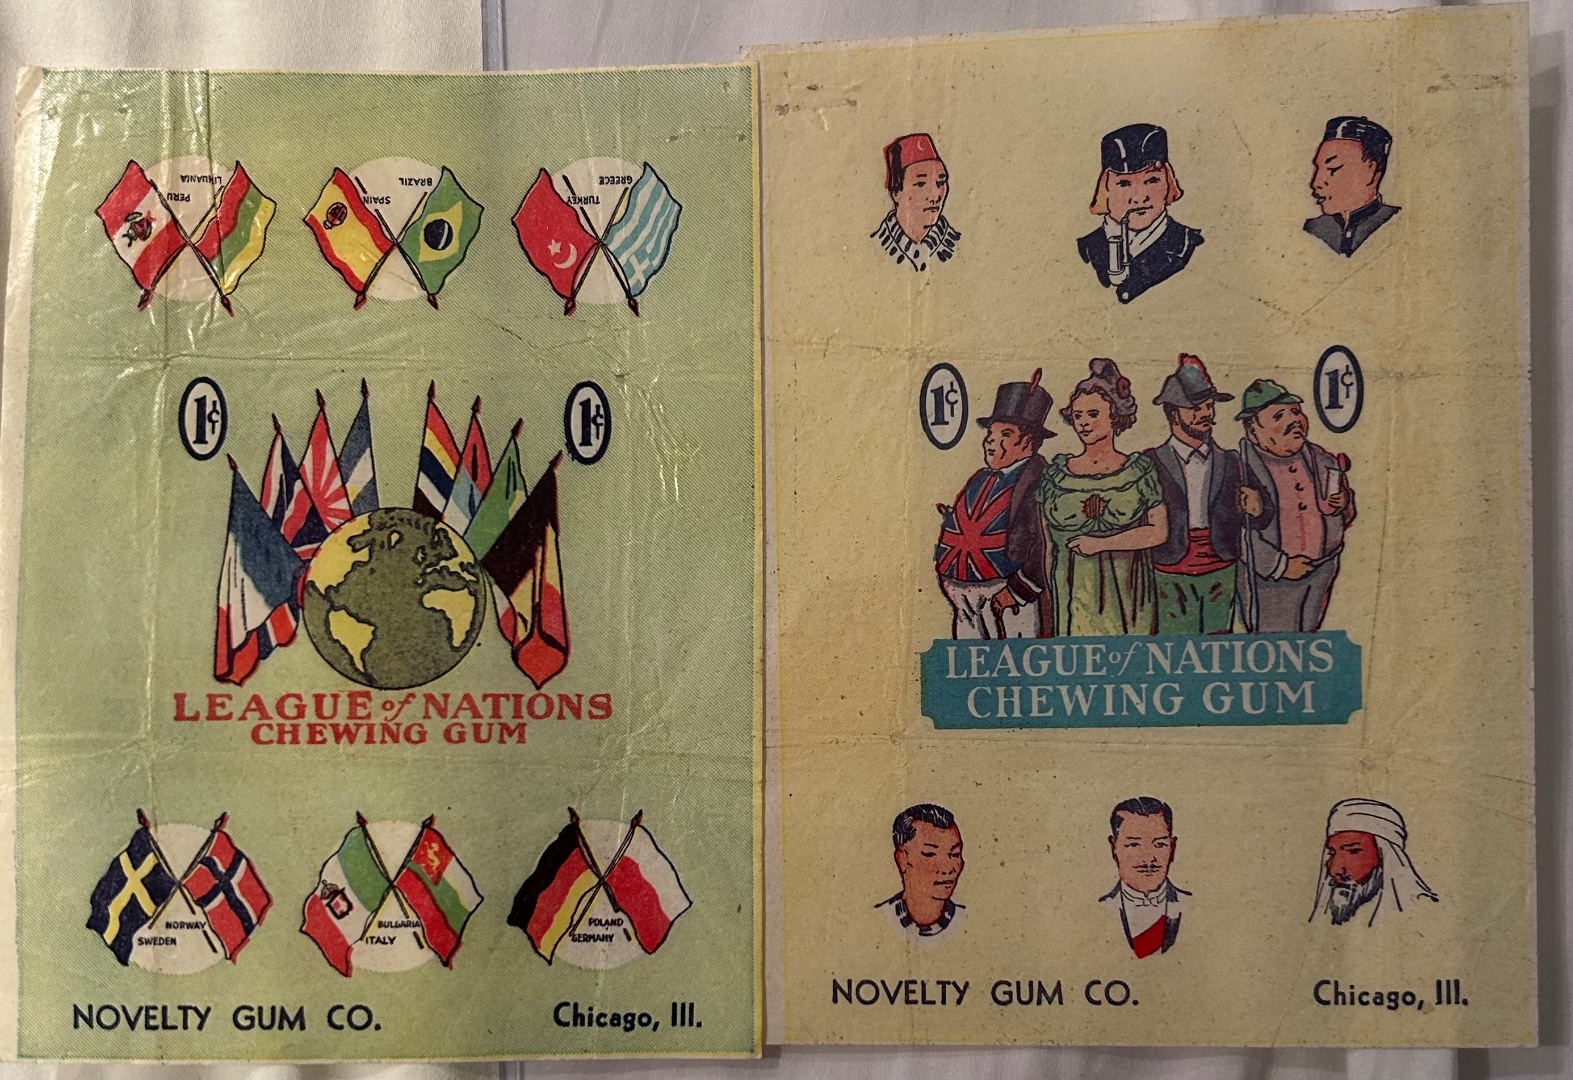 LITHUANIA
PERU
SPAIN
BRAZIL
GREECE
TURKEY
1¢
1¢
LEAGUE of NATIONS
CHEWING GUM
NORWAY
SWEDEN
BULGARIA
ITALY
POLAND
GERMANY
NOVELTY GUM CO. Chicago, Ill.
1¢
1¢
LEAGUE of NATIONS
CHEWING GUM
NOVELTY GUM CO. Chicago, Ill.